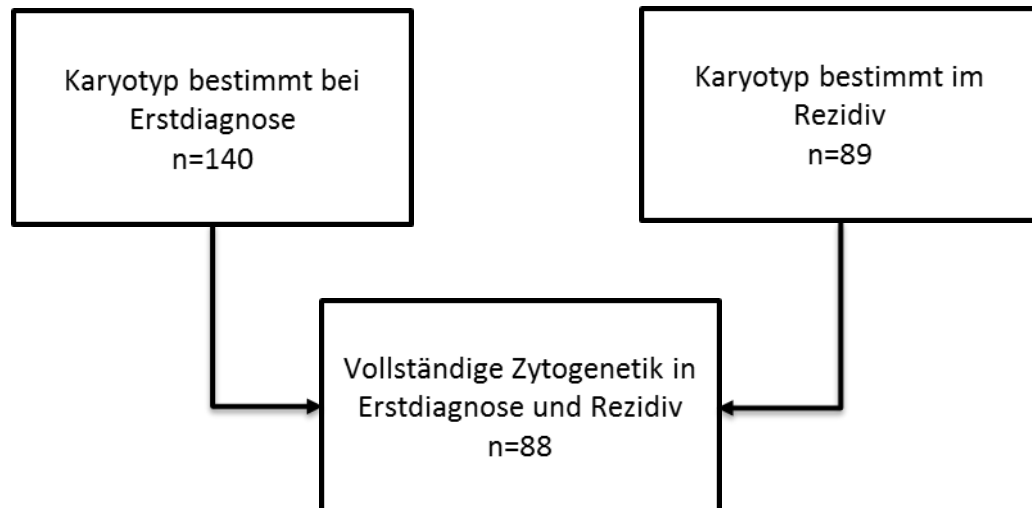 Karyotyp bestimmt bei
Erstdiagnose
n=140
Karyotyp bestimmt im
Rezidiv
n=89
Vollständige Zytogenetik in
Erstdiagnose und Rezidiv
n=88